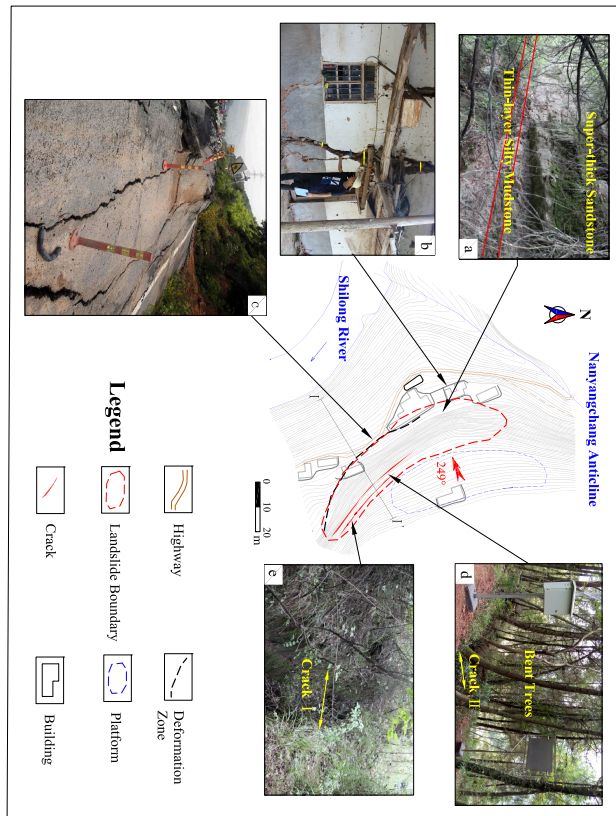 Super-thick Sandstone
Thin-layer Silty Mudstone
a
b
c
N
Nanyangchang Anticline
Shilong River
249°
I
I'
0
10
20
m
d
Bent Trees
Crack II
e
Crack I
Legend
Highway
Deformation
Zone
Landslide Boundary
Platform
Crack
Building